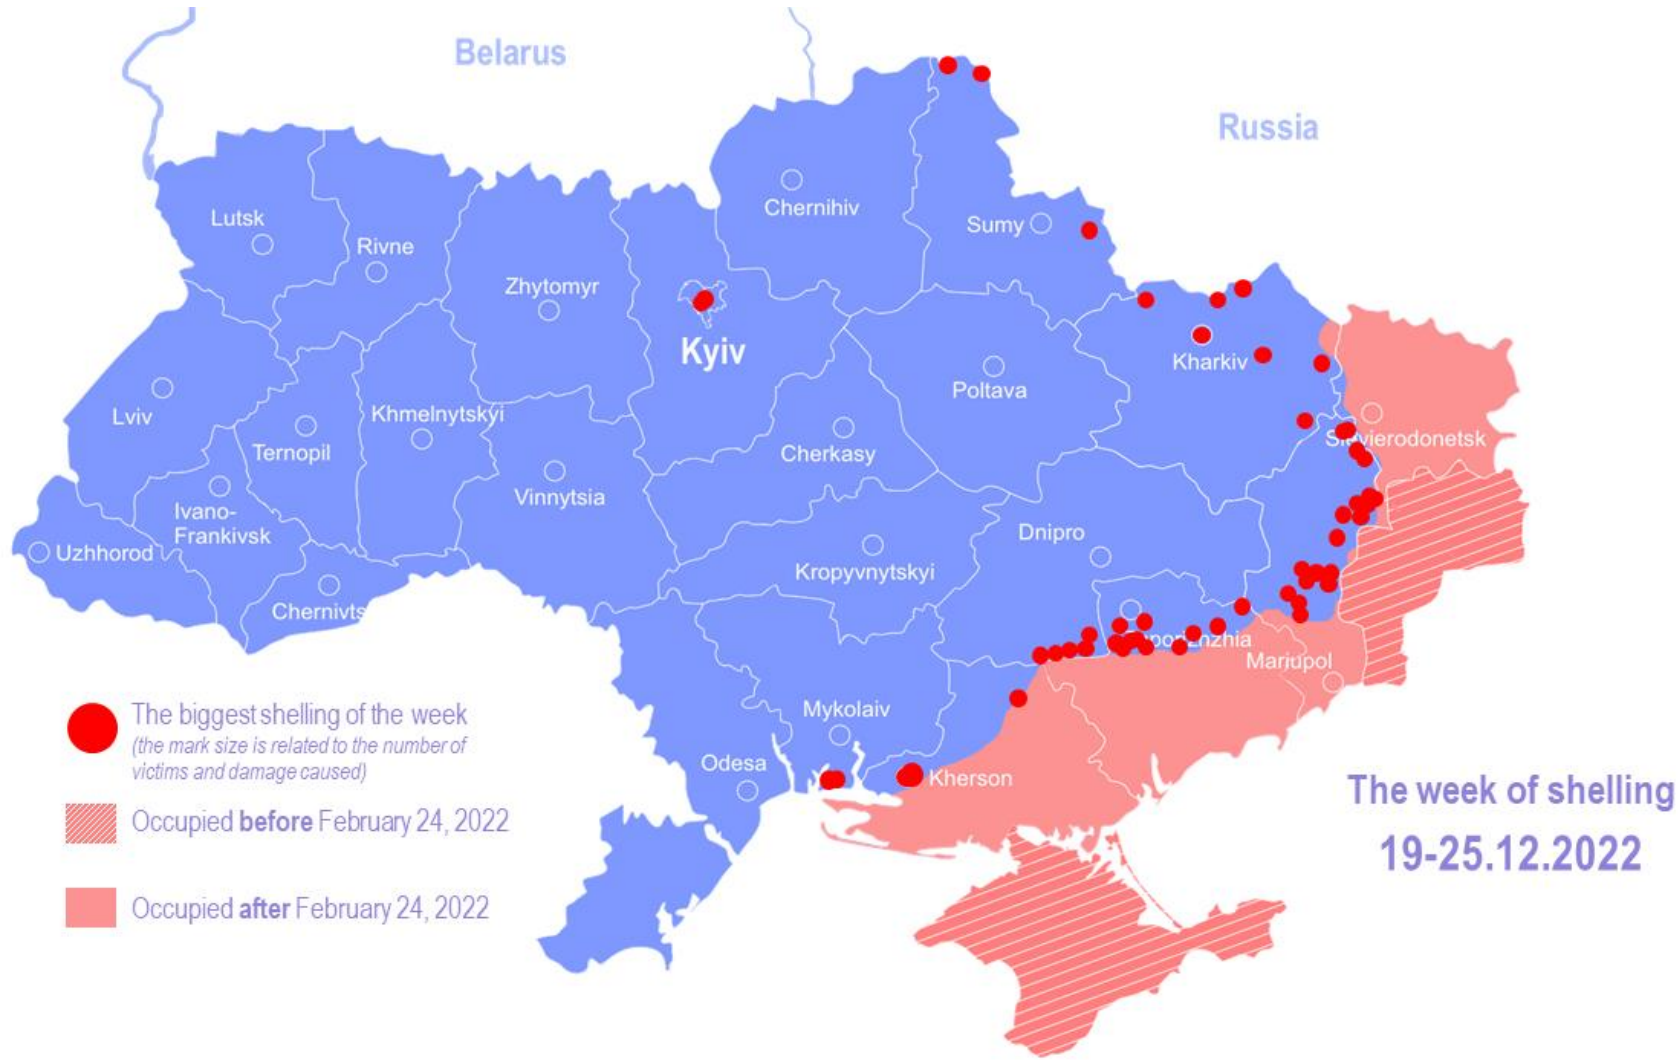 Belarus
Russia
Chernihiv
Lutsk
Sumy
Rivne
Zhytomyr
Kyiv
Kharkiv
Poltava
Lviv
Khmelnytskyi
Sievierodonetsk
Ternopil
Cherkasy
Vinnytsia
Ivano-
Frankivsk
Dnipro
Uzhhorod
Kropyvnytskyi
Chernivts
porizhzhia
Mariupol
Mykolaiv
Odesa
Kherson
The biggest shelling of the week
(the mark size is related to the number of
victims and damage caused)
Occupied before February 24, 2022
Occupied after February 24, 2022
The week of shelling
19-25.12.2022